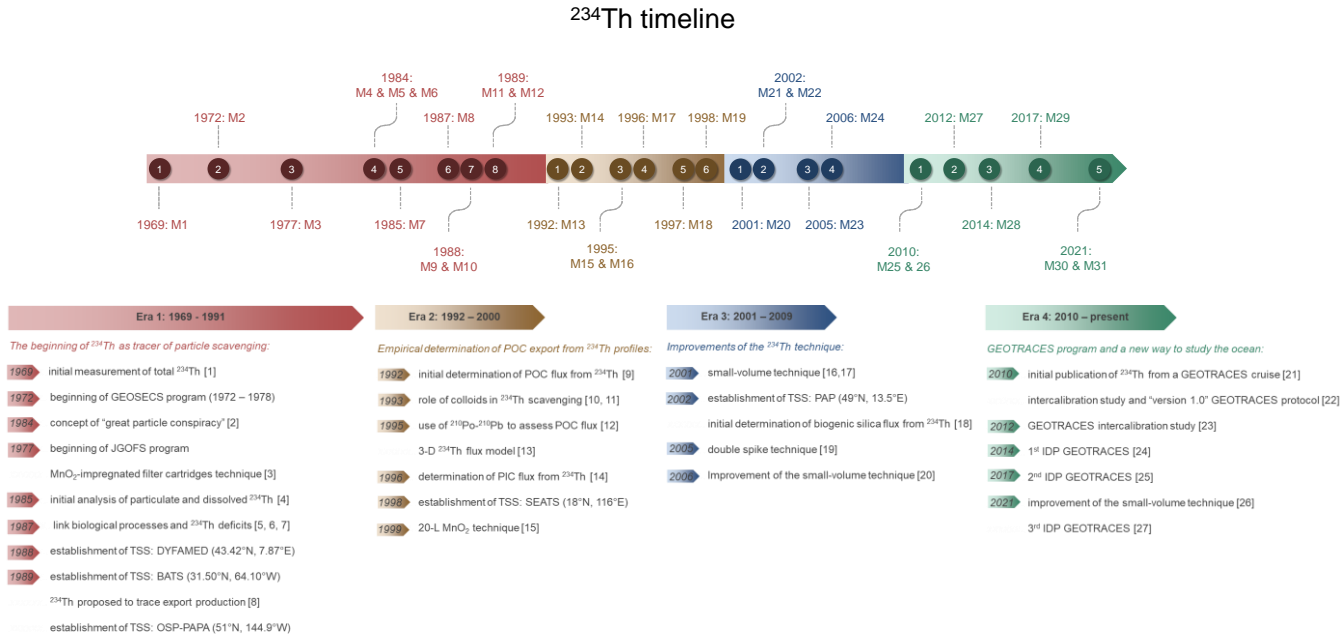 ²³⁴Th timeline
1984:
M4 & M5 & M6
1989:
M11 & M12
2002:
M21 & M22
1972: M2
1987: M8
1993: M14
1996: M17
1998: M19
2006: M24
2012: M27
2017: M29
1 2 3 4 5 6 7 8 1 2 3 4 5 6 1 2 3 4 1 2 3 4 5
1969: M1
1977: M3
1985: M7
1992: M13
1997: M18
2001: M20
2005: M23
2014: M28
1988:
M9 & M10
1995:
M15 & M16
2010:
M25 & 26
2021:
M30 & M31
Era 1: 1969 - 1991
The beginning of ²³⁴Th as tracer of particle scavenging:
1969 initial measurement of total ²³⁴Th [1]
1972 beginning of GEOSECS program (1972 – 1978)
1984 concept of “great particle conspiracy” [2]
1977 beginning of JGOFS program
MnO₂-impregnated filter cartridges technique [3]
1985 initial analysis of particulate and dissolved ²³⁴Th [4]
1987 link biological processes and ²³⁴Th deficits [5, 6, 7]
1988 establishment of TSS: DYFAMED (43.42°N, 7.87°E)
1989 establishment of TSS: BATS (31.50°N, 64.10°W)
²³⁴Th proposed to trace export production [8]
establishment of TSS: OSP-PAPA (51°N, 144.9°W)
Era 2: 1992 – 2000
Empirical determination of POC export from ²³⁴Th profiles:
1992 initial determination of POC flux from ²³⁴Th [9]
1993 role of colloids in ²³⁴Th scavenging [10, 11]
1995 use of ²¹⁰Po-²¹⁰Pb to assess POC flux [12]
3-D ²³⁴Th flux model [13]
1996 determination of PIC flux from ²³⁴Th [14]
1998 establishment of TSS: SEATS (18°N, 116°E)
1999 20-L MnO₂ technique [15]
Era 3: 2001 – 2009
Improvements of the ²³⁴Th technique:
2001 small-volume technique [16,17]
2002 establishment of TSS: PAP (49°N, 13.5°E)
initial determination of biogenic silica flux from ²³⁴Th [18]
2005 double spike technique [19]
2006 Improvement of the small-volume technique [20]
Era 4: 2010 – present
GEOTRACES program and a new way to study the ocean:
2010 initial publication of ²³⁴Th from a GEOTRACES cruise [21]
intercalibration study and “version 1.0” GEOTRACES protocol [22]
2012 GEOTRACES intercalibration study [23]
2014 1ˢᵗ IDP GEOTRACES [24]
2017 2ⁿᵈ IDP GEOTRACES [25]
2021 improvement of the small-volume technique [26]
3ʳᵈ IDP GEOTRACES [27]